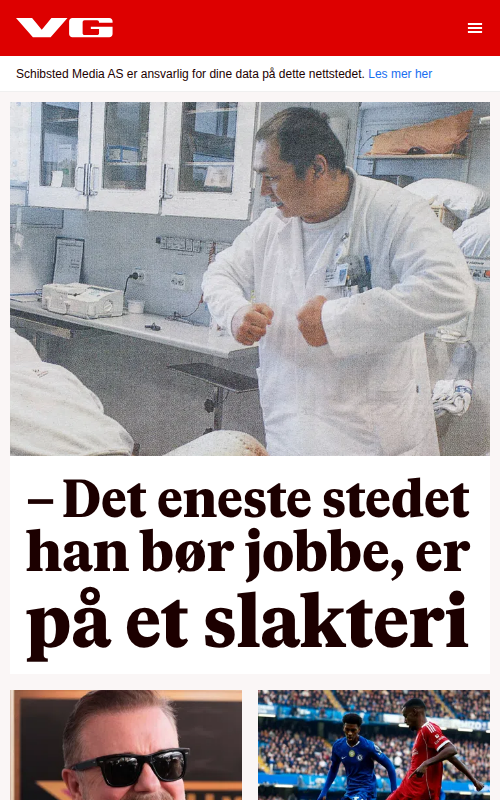 VG
Schibsted Media AS er ansvarlig for dine data på dette nettstedet. Les mer her
– Det eneste stedet
han bør jobbe, er
på et slakteri